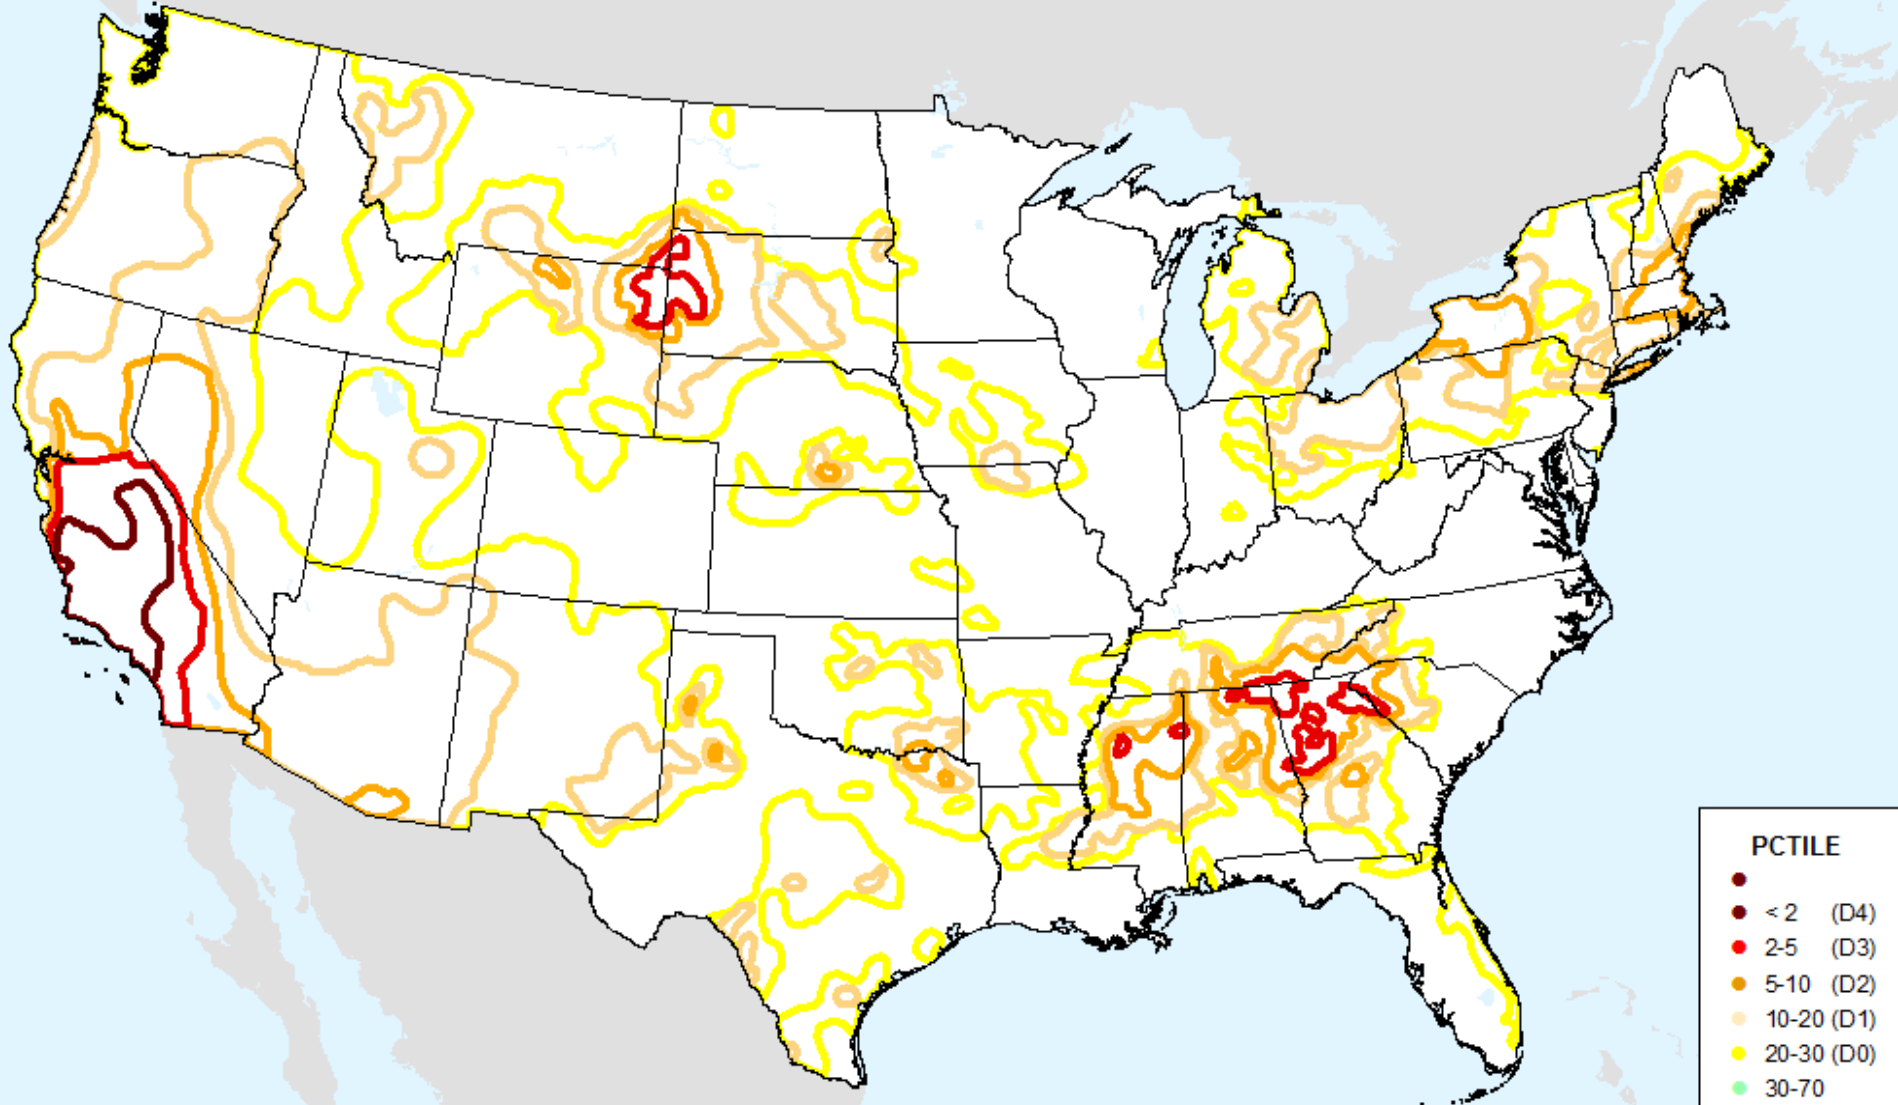 PCTILE
< 2 (D4)
2-5 (D3)
5-10 (D2)
10-20 (D1)
20-30 (D0)
30-70